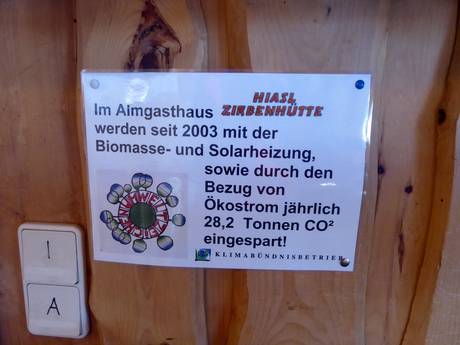 Im Almgasthaus HIASL ZIRBENHÜTTE
werden seit 2003 mit der
Biomasse- und Solarheizung,
sowie durch den
Bezug von
Ökostrom jährlich
28,2 Tonnen CO²
eingespart!
KLIMABÜNDNISBETRIEB
I
A